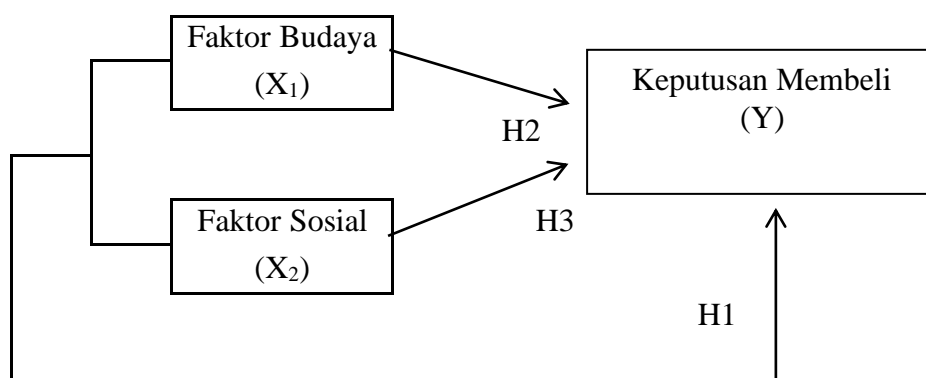 Faktor Budaya
(X₁)
Keputusan Membeli
(Y)
H2
Faktor Sosial
(X₂)
H3
H1